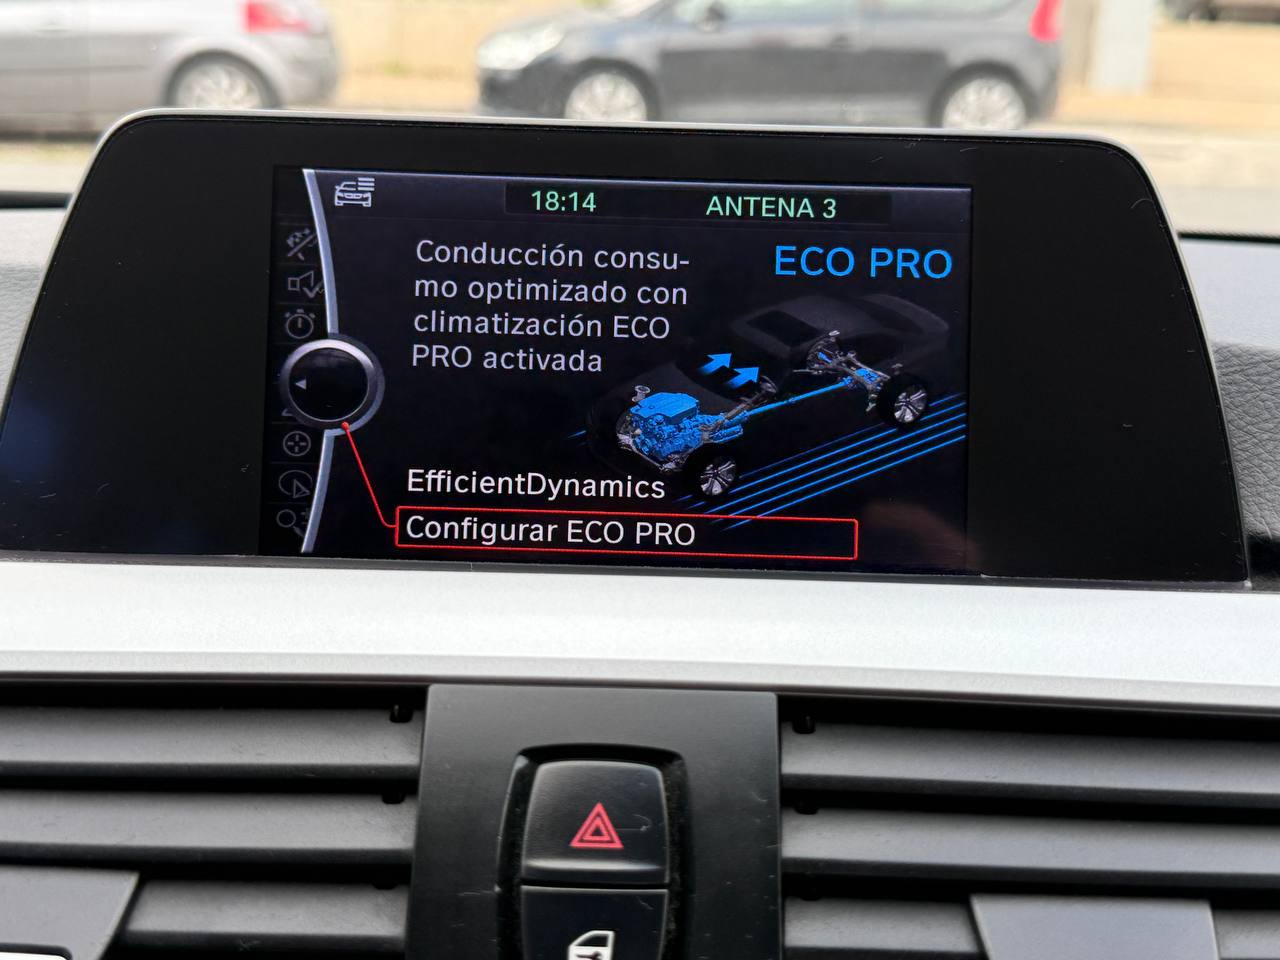 18:14
ANTENA 3
ECO PRO
Conducción consu-
mo optimizado con
climatización ECO
PRO activada
EfficientDynamics
Configurar ECO PRO